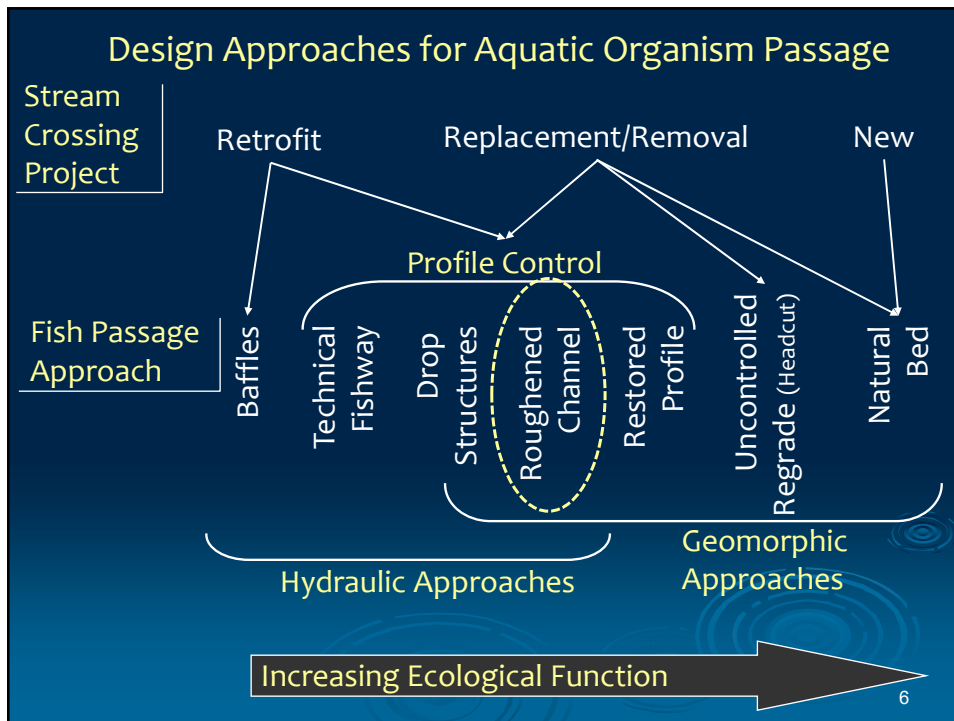 Design Approaches for Aquatic Organism Passage
Stream
Crossing
Project
Retrofit
Replacement/Removal
New
Profile Control
Fish Passage
Approach
Baffles
Technical
Fishway
Drop
Structures
Roughened
Channel
Restored
Profile
Uncontrolled
Regrade (Headcut)
Natural
Bed
Hydraulic Approaches
Geomorphic
Approaches
Increasing Ecological Function
6